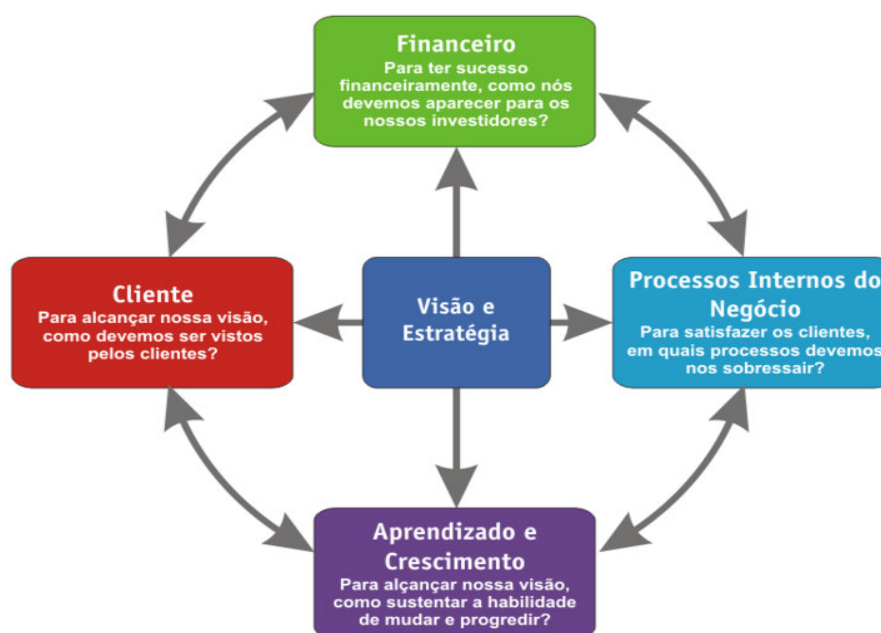 Financeiro
Para ter sucesso
financeiramente, como nós
devemos aparecer para os
nossos investidores?
Cliente
Para alcançar nossa visão,
como devemos ser vistos
pelos clientes?
Visão e
Estratégia
Processos Internos do
Negócio
Para satisfazer os clientes,
em quais processos devemos
nos sobressair?
Aprendizado e
Crescimento
Para alçançar nossa visão,
como sustentar a habilidade
de mudar e progredir?